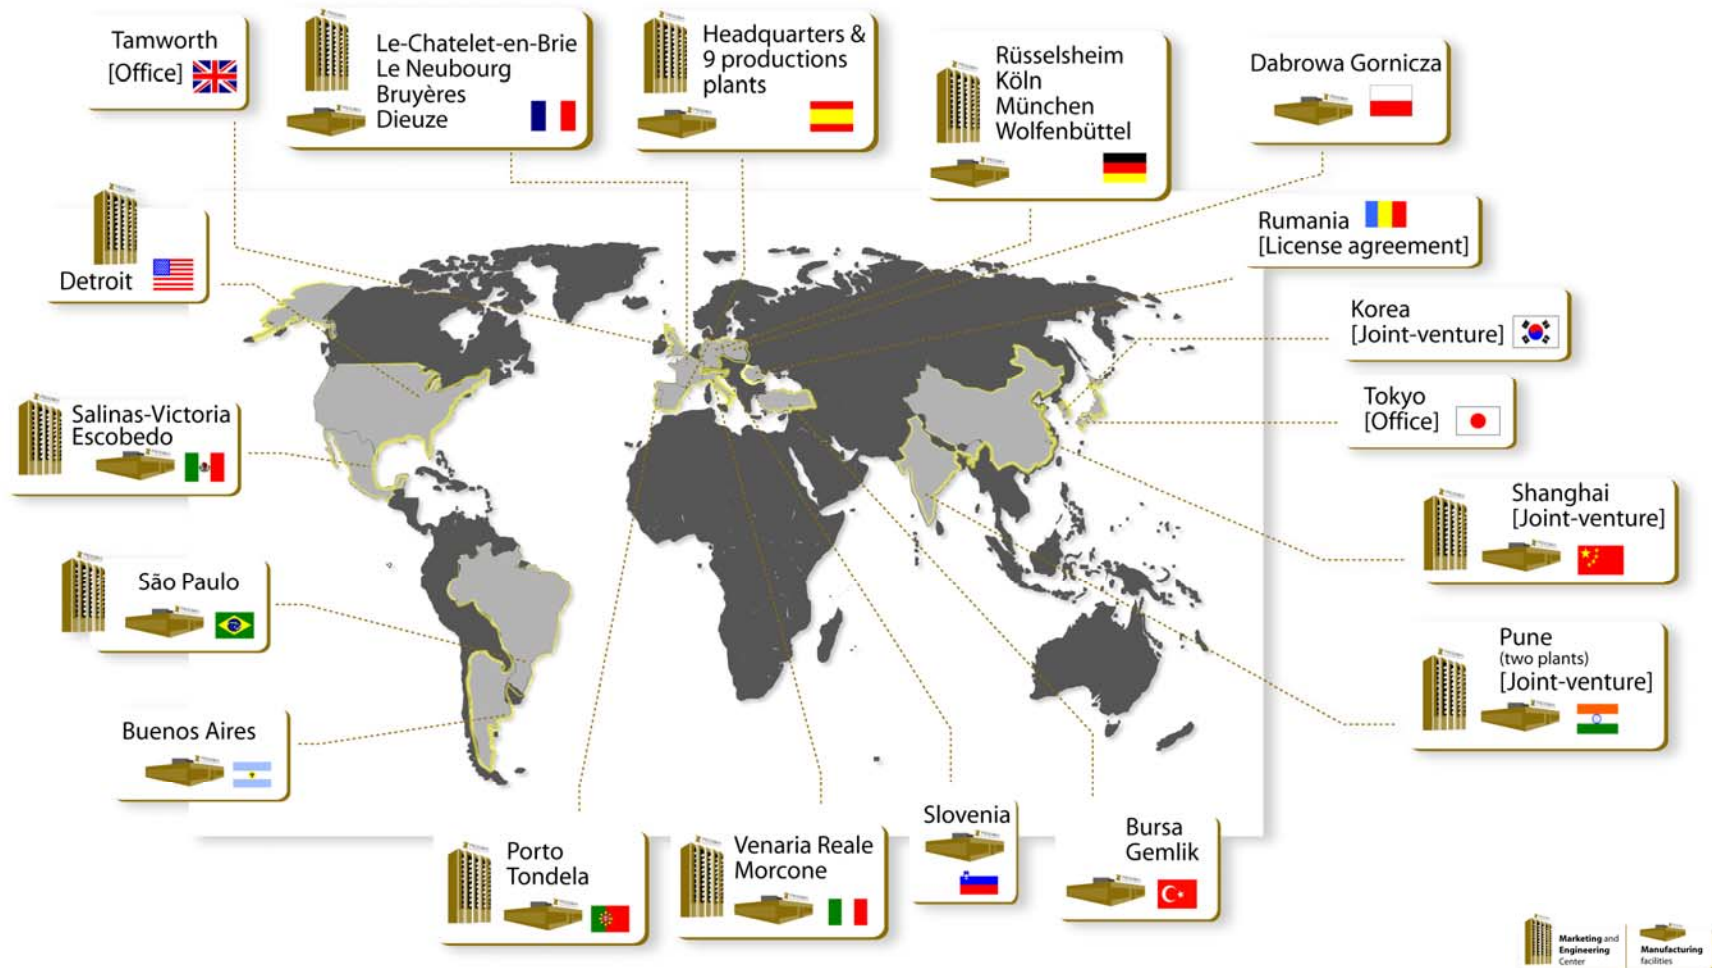 Tamworth
[Office]
Le-Chatelet-en-Brie
Le Neubourg
Bruyères
Dieuze
Headquarters &
9 productions
plants
Rüsselsheim
Köln
München
Wolfenbüttel
Dabrowa Gornicza
Rumania
[License agreement]
Detroit
Korea
[Joint-venture]
Tokyo
[Office]
Salinas-Victoria
Escobedo
Shanghai
[Joint-venture]
São Paulo
Pune
(two plants)
[Joint-venture]
Buenos Aires
Porto
Tondela
Venaria Reale
Morcone
Slovenia
Bursa
Gemlik
Marketing and
Engineering
Center
Manufacturing
facilities